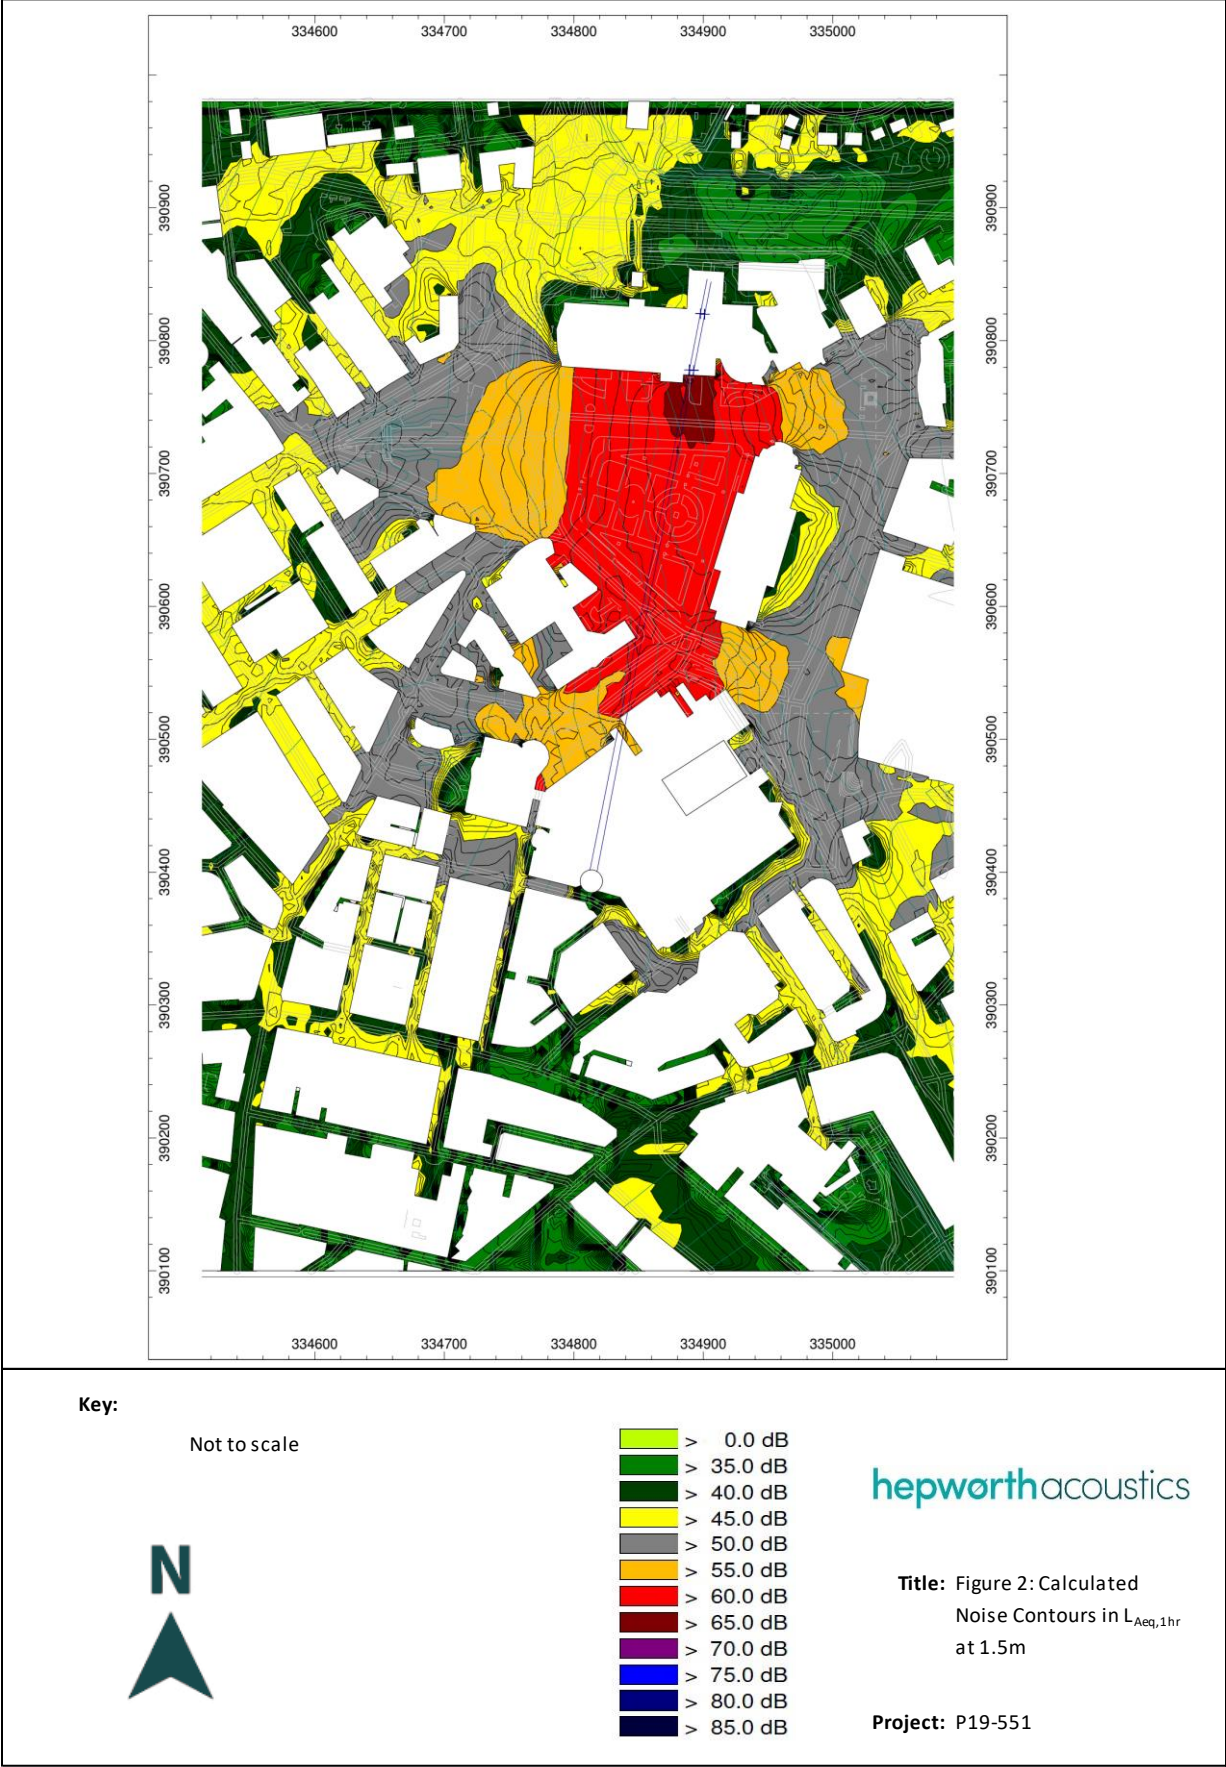 334600 334700 334800 334900 335000
390900 390900
390800 390800
390700 390700
390600 390600
390500 390500
390400 390400
390300 390300
390200 390200
390100 390100
334600 334700 334800 334900 335000
Key:
Not to scale
N
> 0.0 dB
> 35.0 dB
> 40.0 dB
> 45.0 dB
> 50.0 dB
> 55.0 dB
> 60.0 dB
> 65.0 dB
> 70.0 dB
> 75.0 dB
> 80.0 dB
> 85.0 dB
hepworthacoustics
Title: Figure 2: Calculated
Noise Contours in LAeq,1hr
at 1.5m
Project: P19-551